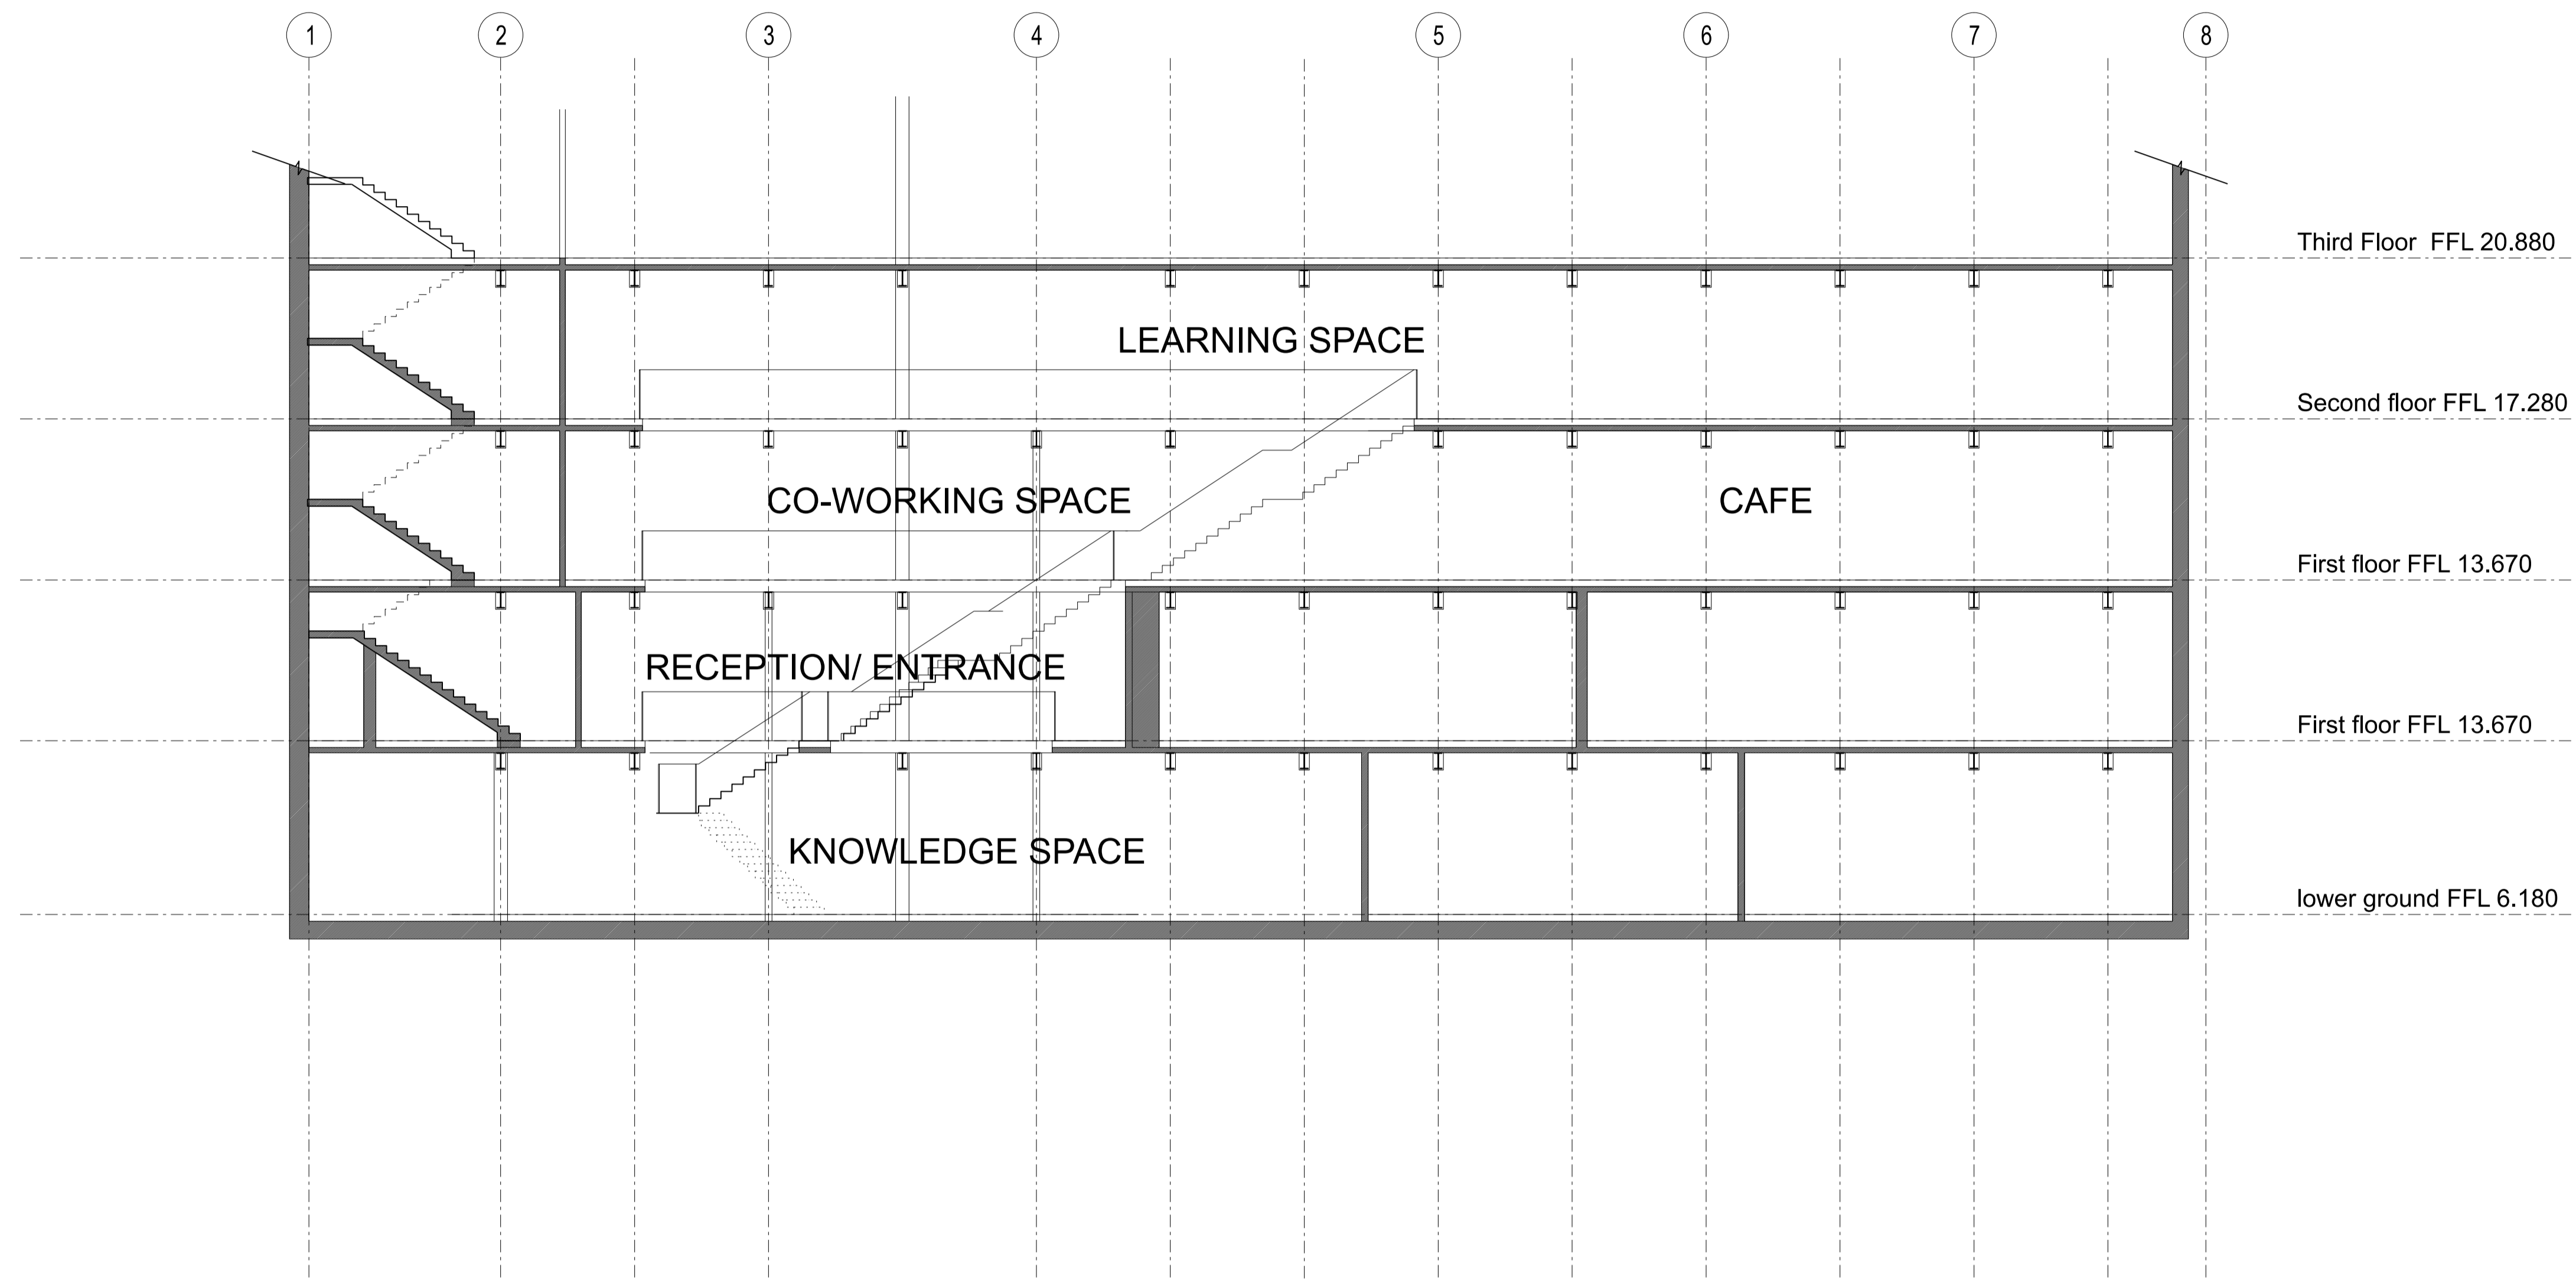 1 2 3 4 5 6 7 8
Third Floor FFL 20.880
LEARNING SPACE
Second floor FFL 17.280
CO-WORKING SPACE
CAFE
First floor FFL 13.670
RECEPTION/ ENTRANCE
First floor FFL 13.670
KNOWLEDGE SPACE
lower ground FFL 6.180